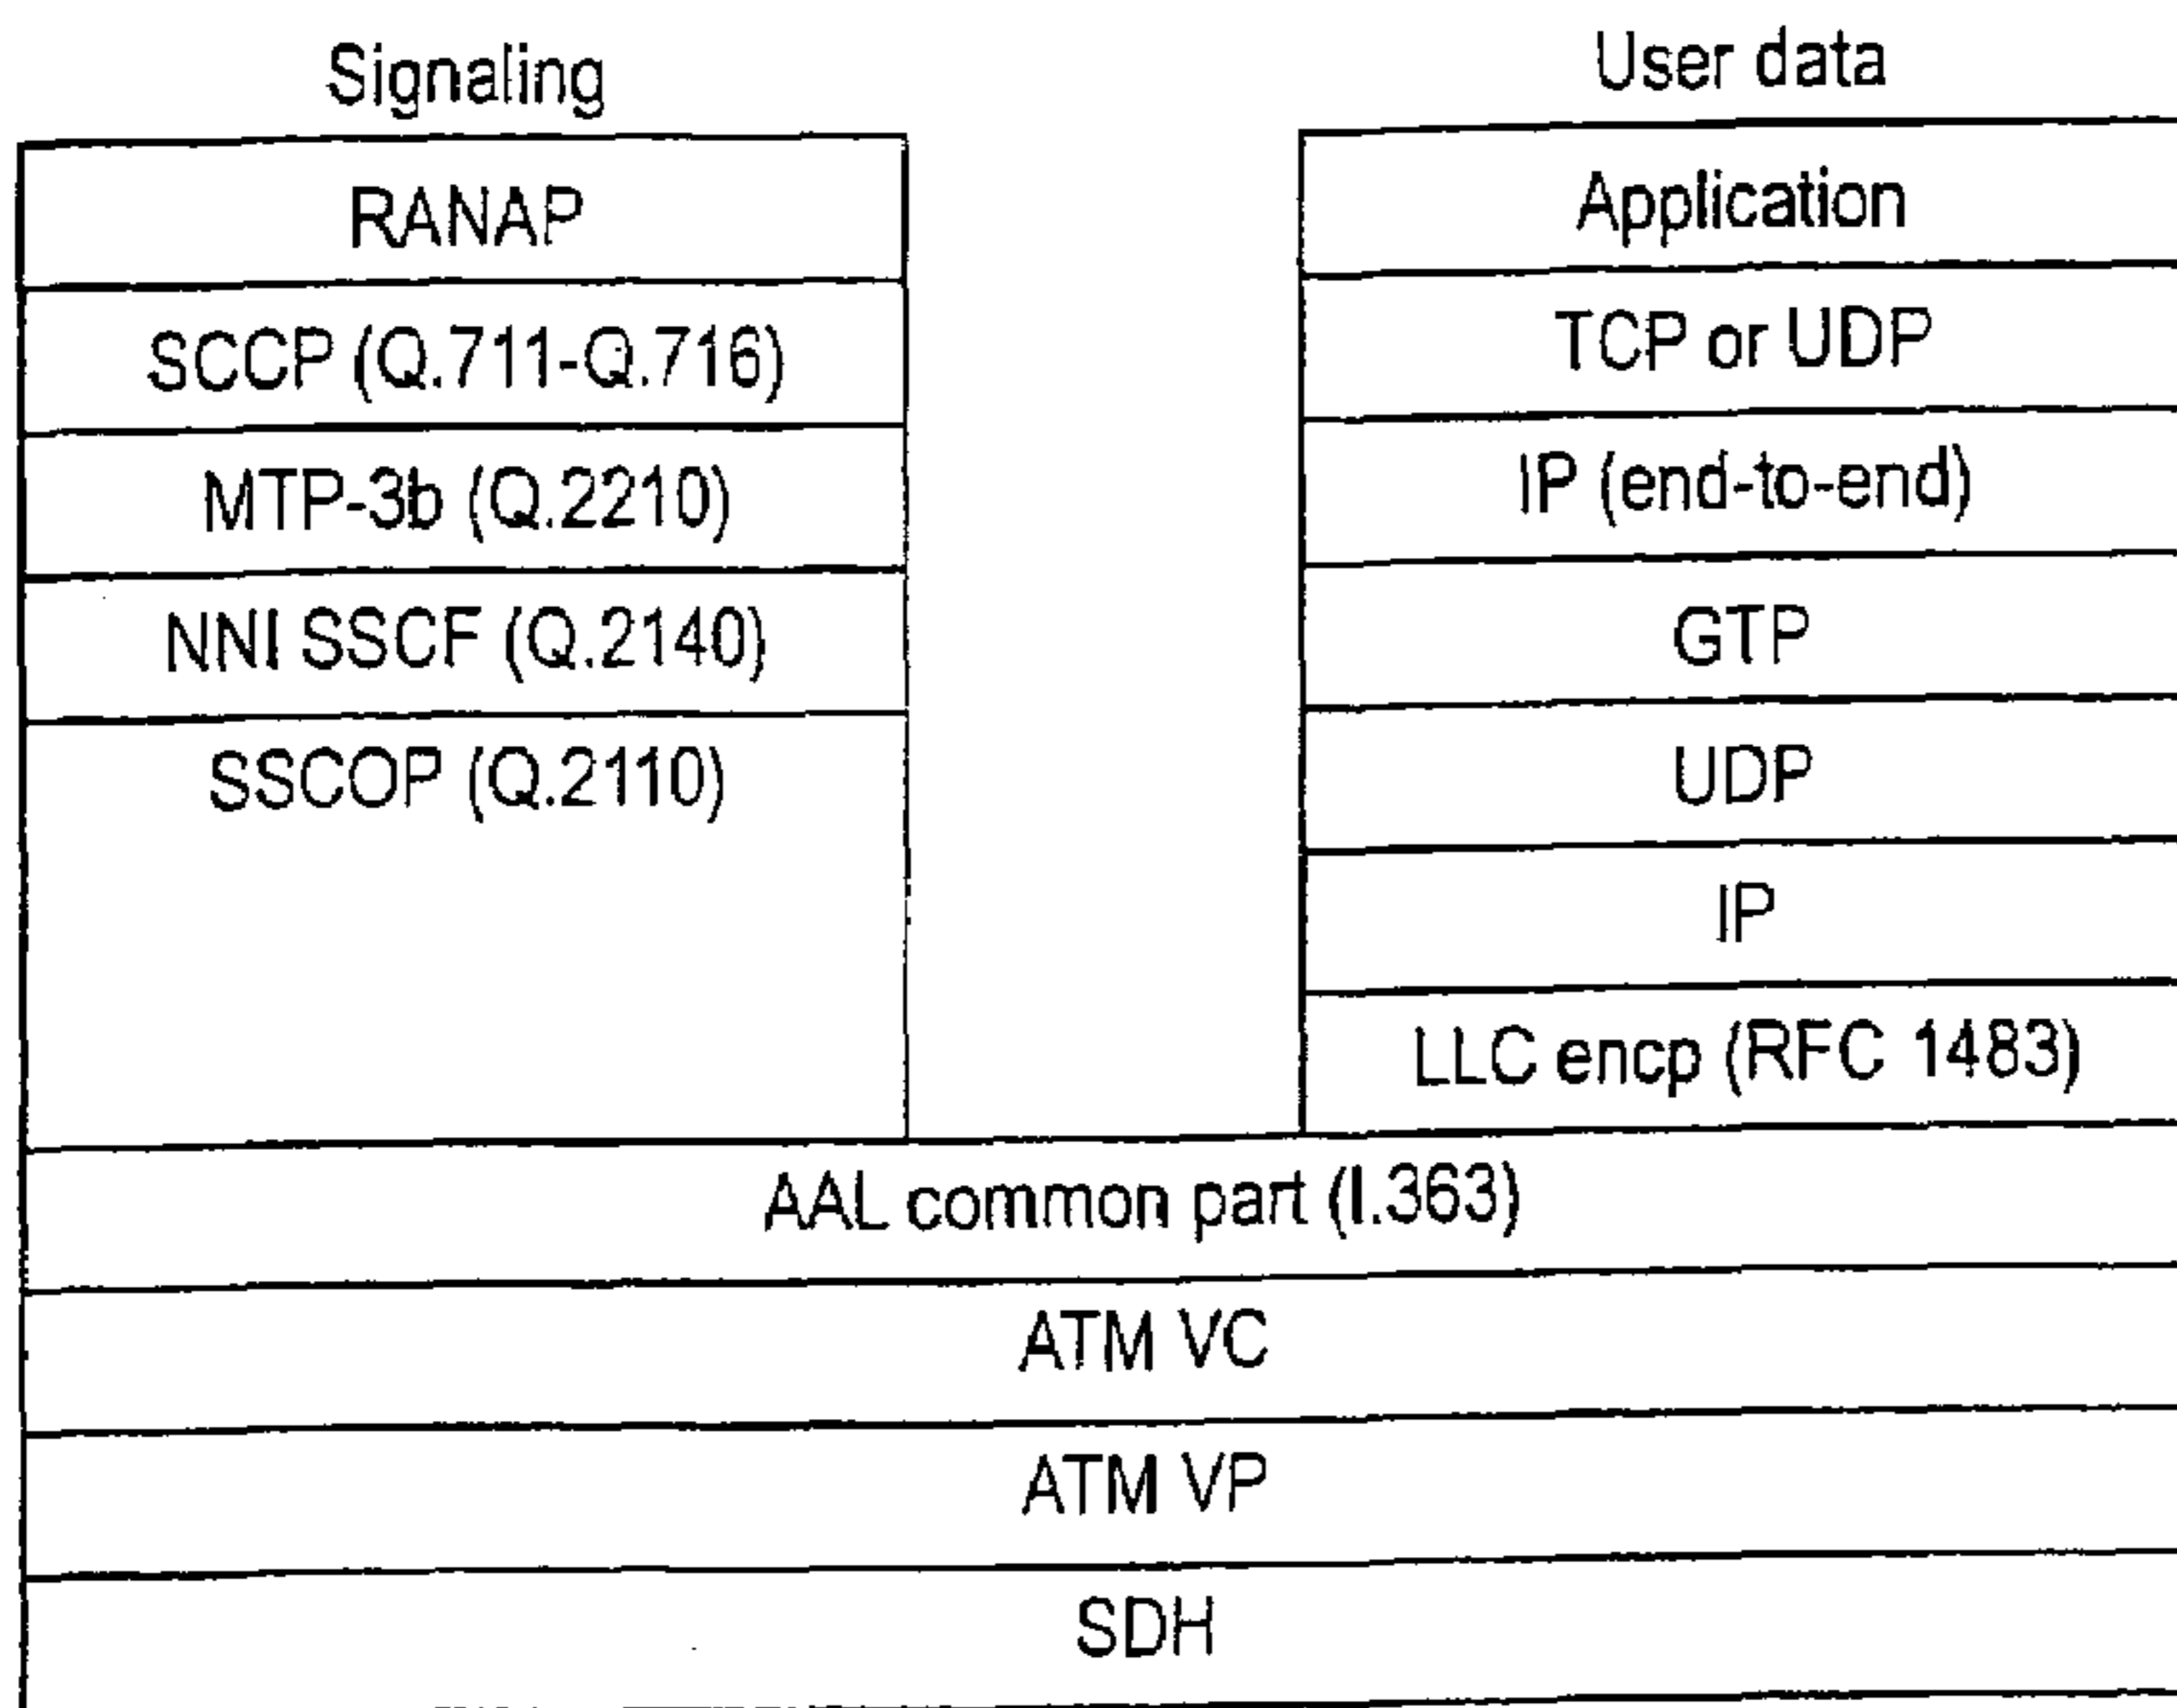 Signaling
RANAP
SCCP (Q.711-Q.716)
MTP-3b (Q.2210)
NNI SSCF (Q.2140)
SSCOP (Q.2110)
User data
Application
TCP or UDP
IP (end-to-end)
GTP
UDP
IP
LLC encp (RFC 1483)
AAL common part (I.363)
ATM VC
ATM VP
SDH